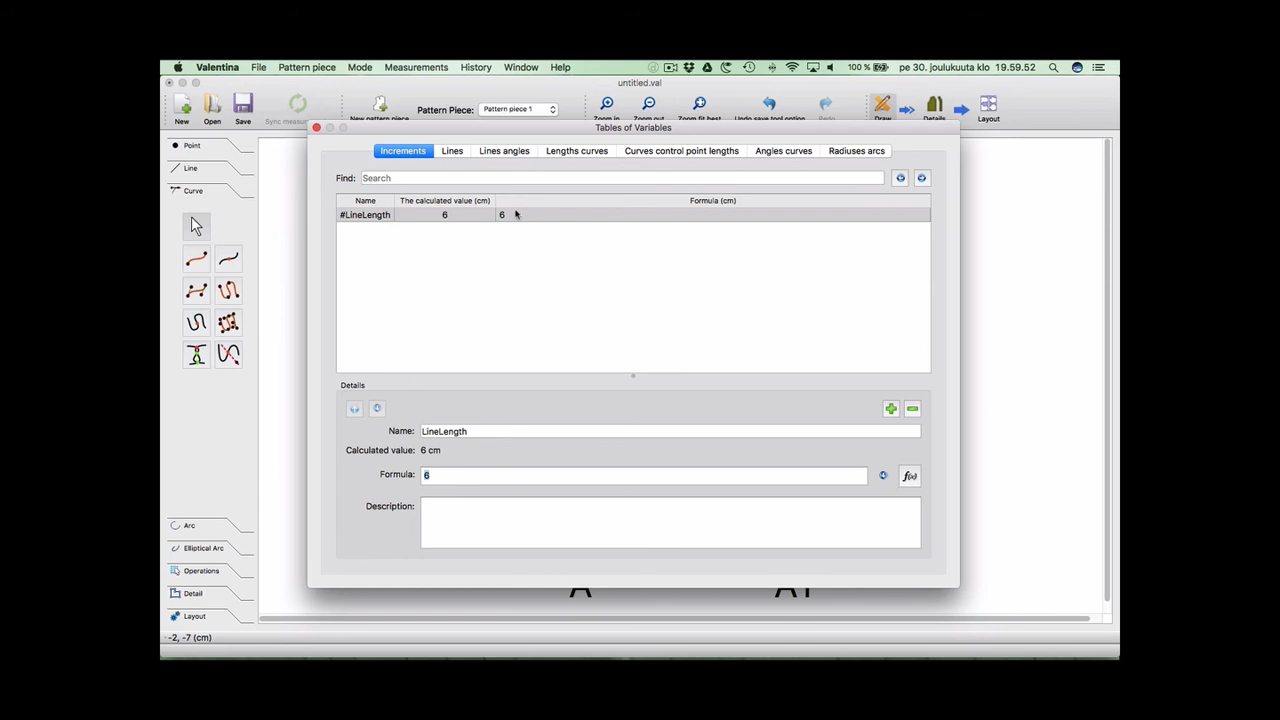 Valentina File Pattern piece Mode Measurements History Window Help 100 % pe 30. joulukuuta klo 19.59.52
untitled.val
New Open Save Sync measu New pattern piece Pattern Piece: Pattern piece 1 Zoom in Zoom out Zoom fit best Undo save tool option Redo Draw Details Layout
Tables of Variables
Point
Line
Curve
Arc
Elliptical Arc
Operations
Detail
Layout
Increments Lines Lines angles Lengths curves Curves control point lengths Angles curves Radiuses arcs
Find: Search
Name The calculated value (cm) Formula (cm)
#LineLength 6 6
Details
Name: LineLength
Calculated value: 6 cm
Formula: 6 f(x)
Description:
A A1
-2, -7 (cm)